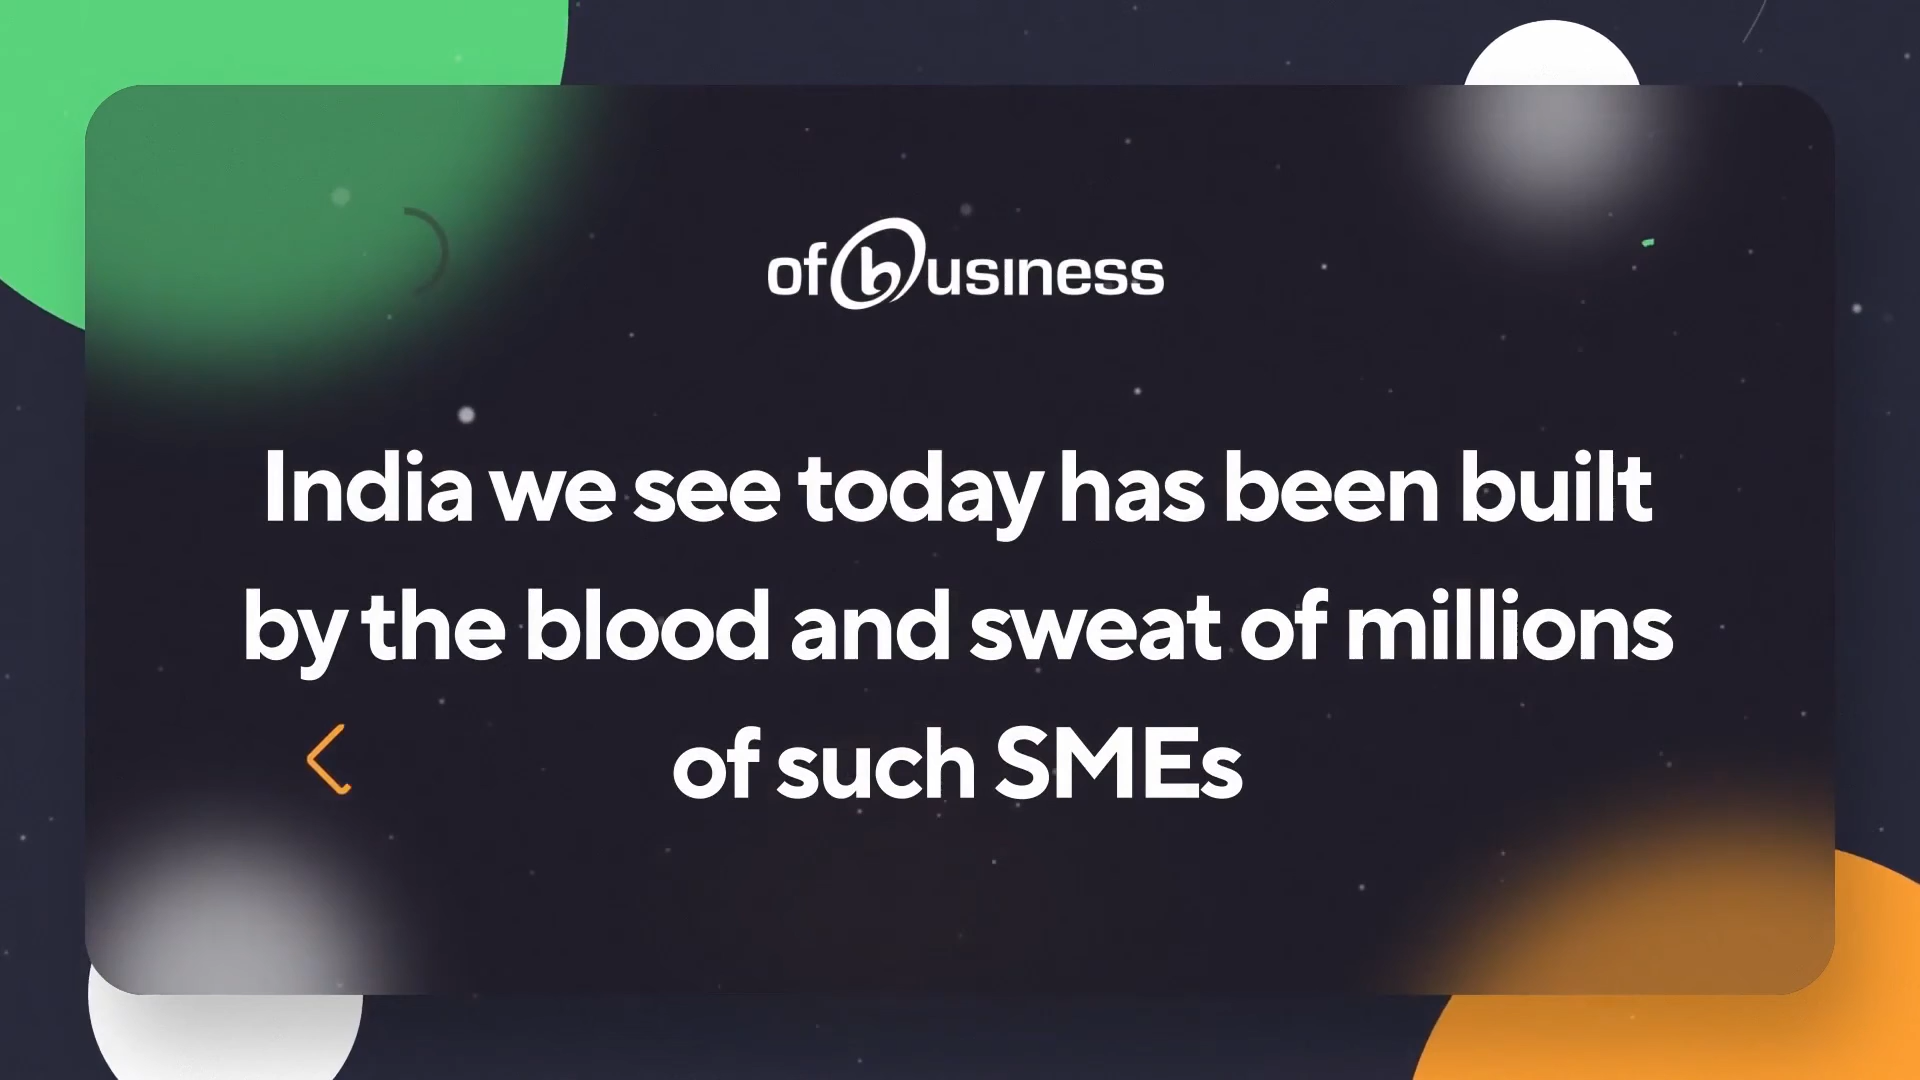 ofbusiness
India we see today has been built
by the blood and sweat of millions
of such SMEs